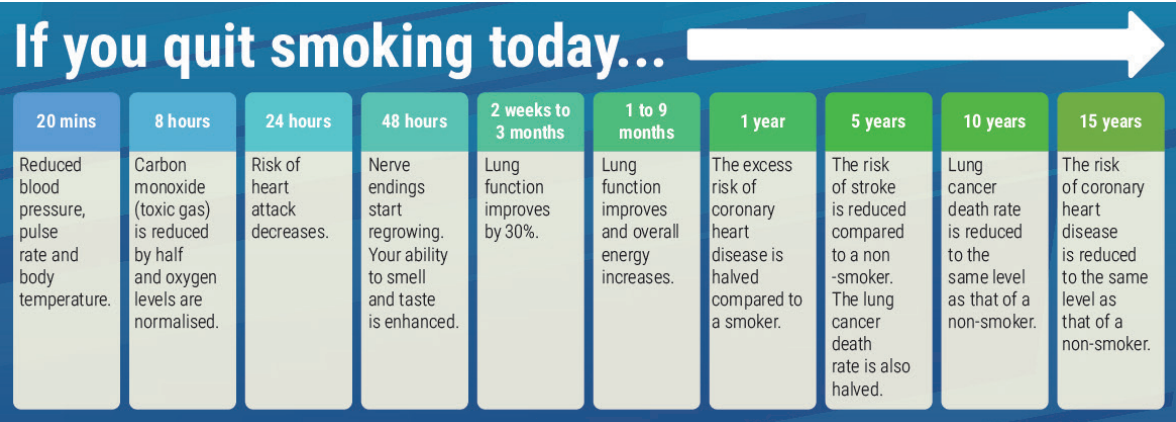 If you quit smoking today...
20 mins
Reduced
blood
pressure,
pulse
rate and
body
temperature.
8 hours
Carbon
monoxide
(toxic gas)
is reduced
by half
and oxygen
levels are
normalised.
24 hours
Risk of
heart
attack
decreases.
48 hours
Nerve
endings
start
regrowing.
Your ability
to smell
and taste
is enhanced.
2 weeks to
3 months
Lung
function
improves
by 30%.
1 to 9
months
Lung
function
improves
and overall
energy
increases.
1 year
The excess
risk of
coronary
heart
disease is
halved
compared to
a smoker.
5 years
The risk
of stroke
is reduced
compared
to a non
-smoker.
The lung
cancer
death
rate is also
halved.
10 years
Lung
cancer
death rate
is reduced
to the
same level
as that of a
non-smoker.
15 years
The risk
of coronary
heart
disease
is reduced
to the same
level as
that of a
non-smoker.